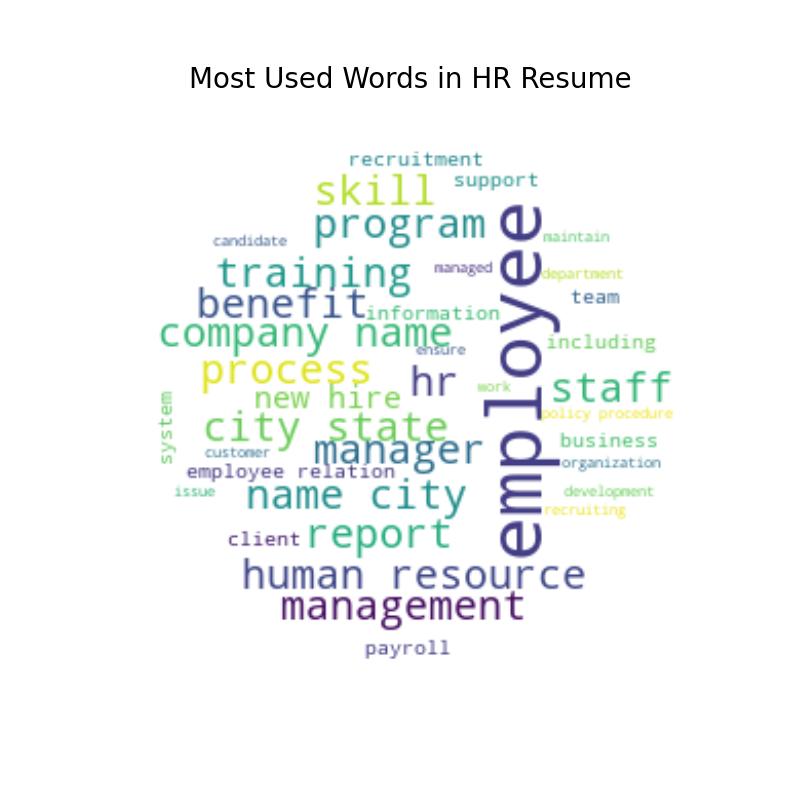 Most Used Words in HR Resume
recruitment
support
skill
program
employee
maintain
candidate
training
managed
department
benefit
team
information
company name
including
ensure
process
hr
work
staff
new hire
system
policy procedure
city state
manager
business
customer
organization
employee relation
issue
name city
development
recruiting
report
client
human resource
management
payroll